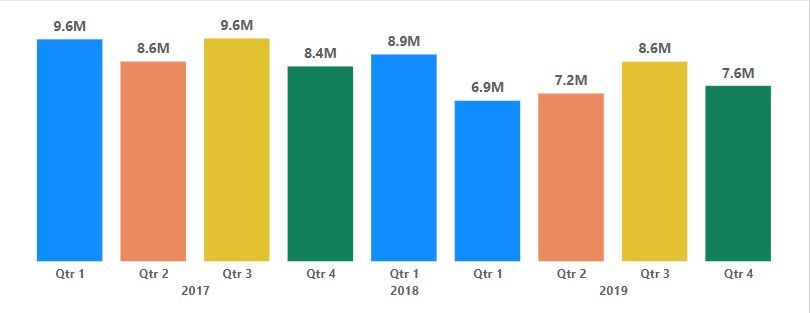 9.6M 8.6M 9.6M 8.4M 8.9M 6.9M 7.2M 8.6M 7.6M
Qtr 1 Qtr 2 Qtr 3 Qtr 4 Qtr 1 Qtr 1 Qtr 2 Qtr 3 Qtr 4
2017 2018 2019